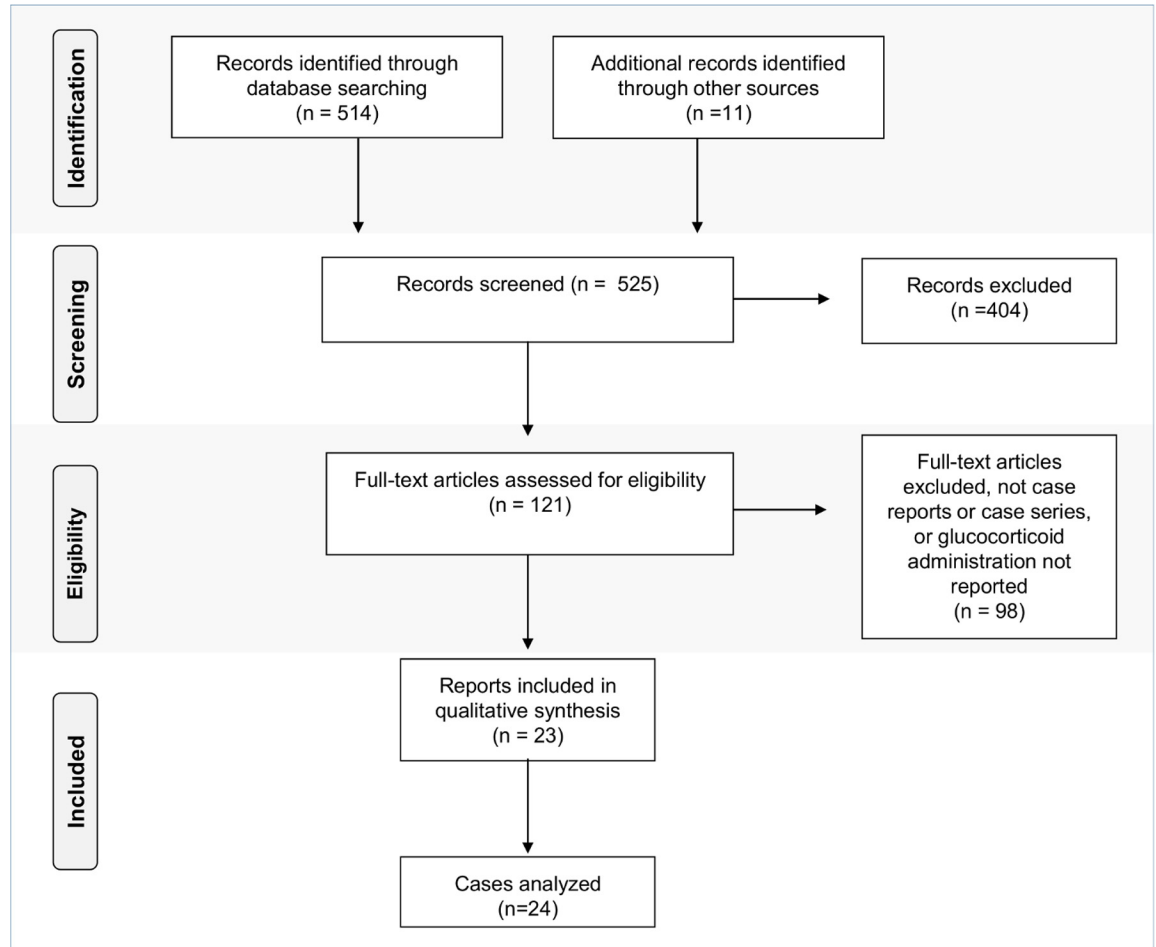 Identification
Records identified through
database searching
(n = 514)
Additional records identified
through other sources
(n =11)
Screening
Records screened (n =  525)
Records excluded
(n =404)
Eligibility
Full-text articles assessed for eligibility
(n = 121)
Full-text articles
excluded, not case
reports or case series,
or glucocorticoid
administration not
reported
(n = 98)
Included
Reports included in
qualitative synthesis
(n = 23)
Cases analyzed
(n=24)